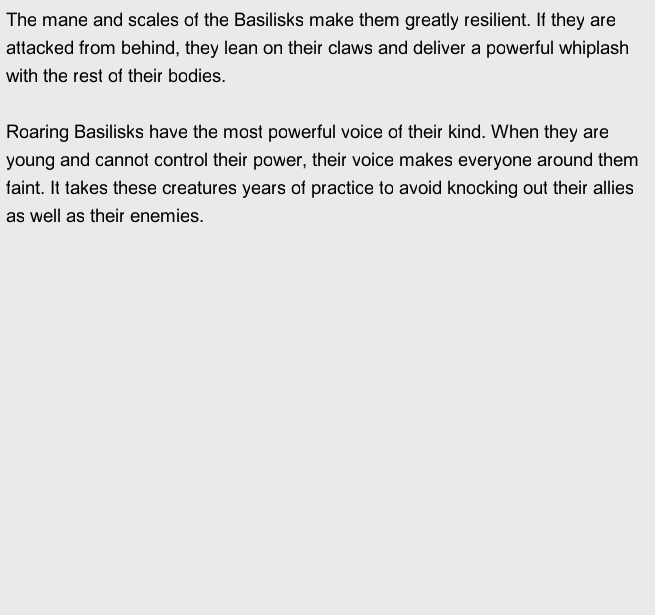 The mane and scales of the Basilisks make them greatly resilient. If they are
attacked from behind, they lean on their claws and deliver a powerful whiplash
with the rest of their bodies.

Roaring Basilisks have the most powerful voice of their kind. When they are
young and cannot control their power, their voice makes everyone around them
faint. It takes these creatures years of practice to avoid knocking out their allies
as well as their enemies.